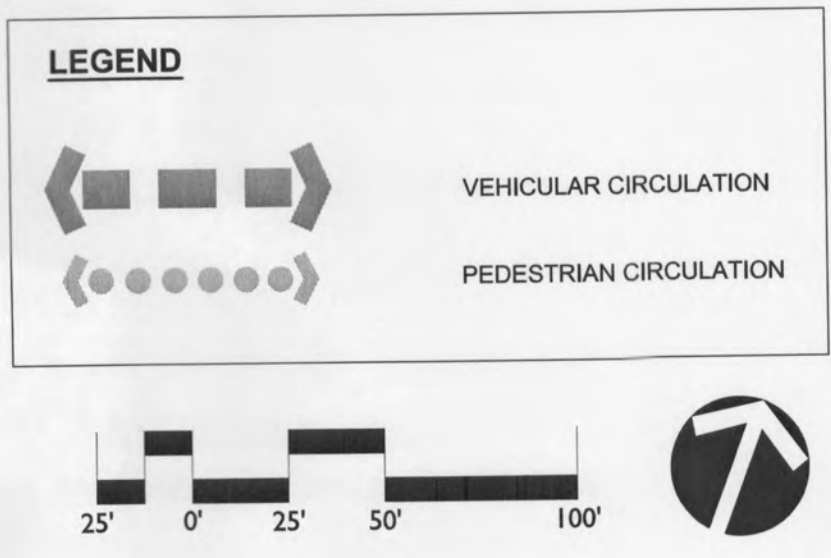 LEGEND
VEHICULAR CIRCULATION
PEDESTRIAN CIRCULATION
25' 0' 25' 50' 100'